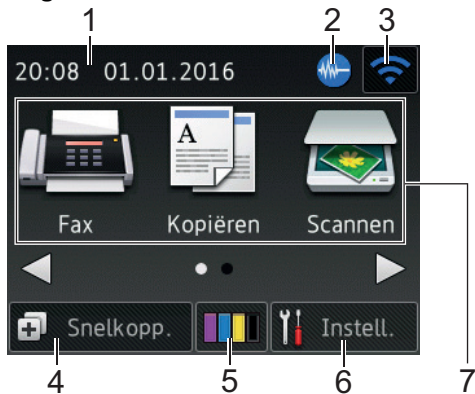 1 2 3
20:08 01.01.2016
A
Fax Kopiëren Scannen
Snelkopp. Instell.
4 5 6 7